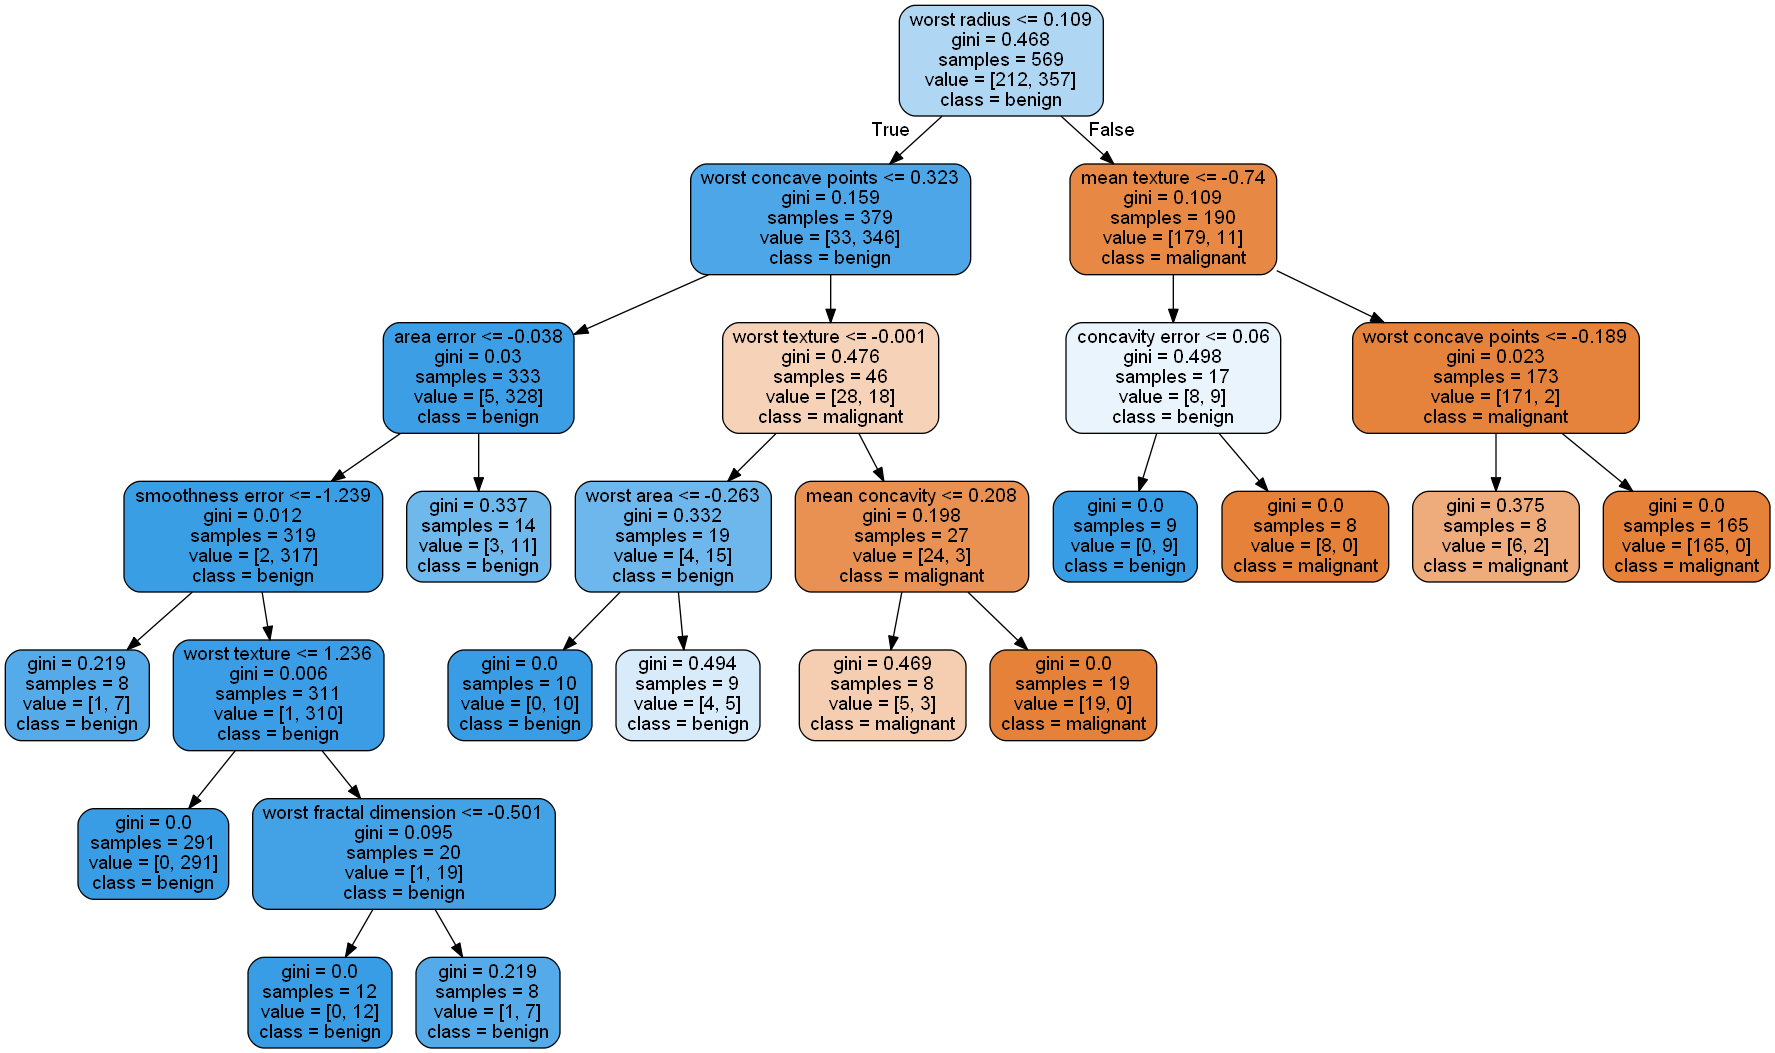 worst radius <= 0.109
gini = 0.468
samples = 569
value = [212, 357]
class = benign
True
False
worst concave points <= 0.323
gini = 0.159
samples = 379
value = [33, 346]
class = benign
mean texture <= -0.74
gini = 0.109
samples = 190
value = [179, 11]
class = malignant
area error <= -0.038
gini = 0.03
samples = 333
value = [5, 328]
class = benign
worst texture <= -0.001
gini = 0.476
samples = 46
value = [28, 18]
class = malignant
concavity error <= 0.06
gini = 0.498
samples = 17
value = [8, 9]
class = benign
worst concave points <= -0.189
gini = 0.023
samples = 173
value = [171, 2]
class = malignant
smoothness error <= -1.239
gini = 0.012
samples = 319
value = [2, 317]
class = benign
gini = 0.337
samples = 14
value = [3, 11]
class = benign
worst area <= -0.263
gini = 0.332
samples = 19
value = [4, 15]
class = benign
mean concavity <= 0.208
gini = 0.198
samples = 27
value = [24, 3]
class = malignant
gini = 0.0
samples = 9
value = [0, 9]
class = benign
gini = 0.0
samples = 8
value = [8, 0]
class = malignant
gini = 0.375
samples = 8
value = [6, 2]
class = malignant
gini = 0.0
samples = 165
value = [165, 0]
class = malignant
gini = 0.219
samples = 8
value = [1, 7]
class = benign
worst texture <= 1.236
gini = 0.006
samples = 311
value = [1, 310]
class = benign
gini = 0.0
samples = 10
value = [0, 10]
class = benign
gini = 0.494
samples = 9
value = [4, 5]
class = benign
gini = 0.469
samples = 8
value = [5, 3]
class = malignant
gini = 0.0
samples = 19
value = [19, 0]
class = malignant
gini = 0.0
samples = 291
value = [0, 291]
class = benign
worst fractal dimension <= -0.501
gini = 0.095
samples = 20
value = [1, 19]
class = benign
gini = 0.0
samples = 12
value = [0, 12]
class = benign
gini = 0.219
samples = 8
value = [1, 7]
class = benign